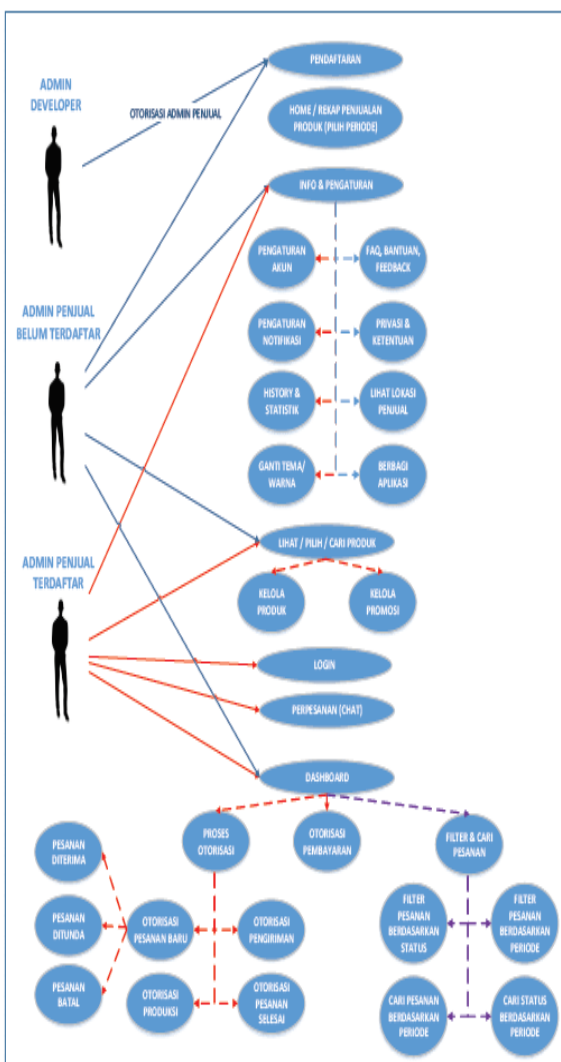 ADMIN
DEVELOPER
OTORISASI ADMIN PENJUAL
PENDAFTARAN
HOME / REKAP PENJUALAN
PRODUK (PILIH PERIODE)
INFO & PENGATURAN
PENGATURAN
AKUN
FAQ, BANTUAN,
FEEDBACK
ADMIN PENJUAL
BELUM TERDAFTAR
PENGATURAN
NOTIFIKASI
PRIVASI &
KETENTUAN
HISTORY &
STATISTIK
LIHAT LOKASI
PENJUAL
GANTI TEMA/
WARNA
BERBAGI
APLIKASI
ADMIN PENJUAL
TERDAFTAR
LIHAT / PILIH / CARI PRODUK
KELOLA
PRODUK
KELOLA
PROMOSI
LOGIN
PERPESANAN (CHAT)
DASHBOARD
PROSES
OTORISASI
OTORISASI
PEMBAYARAN
FILTER & CARI
PESANAN
PESANAN
DITERIMA
PESANAN
DITUNDA
PESANAN
BATAL
OTORISASI
PESANAN BARU
OTORISASI
PENGIRIMAN
OTORISASI
PRODUKSI
OTORISASI
PESANAN
SELESAI
FILTER
PESANAN
BERDASARKAN
STATUS
FILTER
PESANAN
BERDASARKAN
PERIODE
CARI PESANAN
BERDASARKAN
PERIODE
CARI STATUS
BERDASARKAN
PERIODE